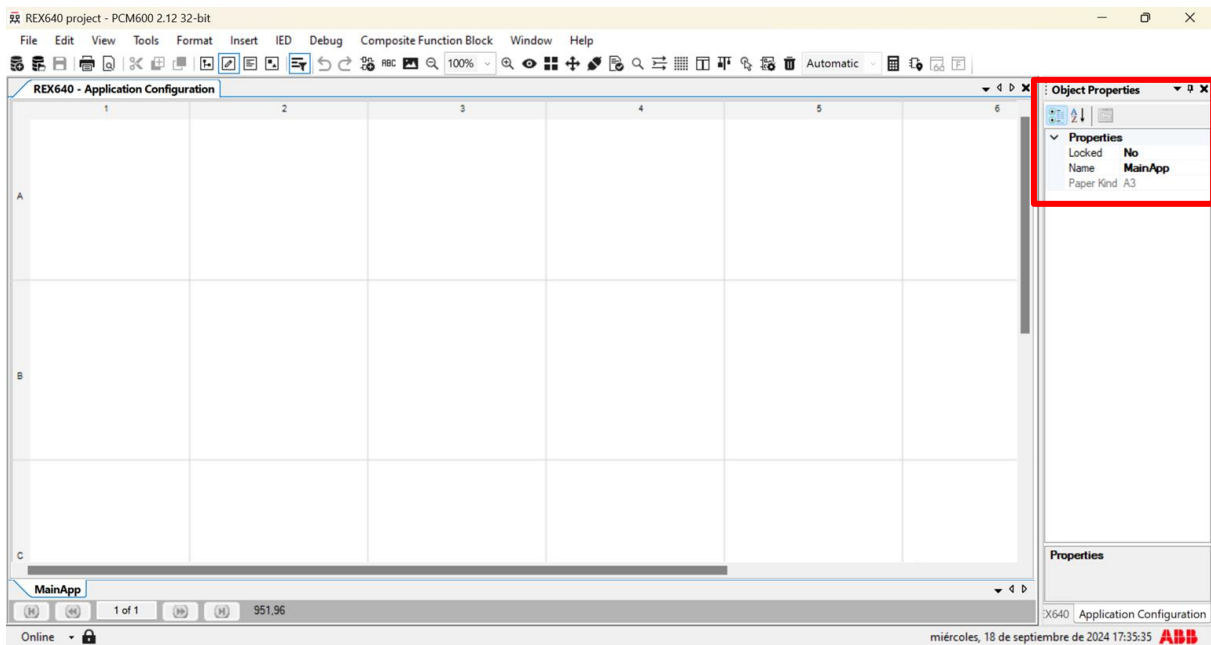 REX640 project - PCM600 2.12 32-bit
File Edit View Tools Format Insert IED Debug Composite Function Block Window Help
ABC 100% Automatic
REX640 - Application Configuration
Object Properties
1 2 3 4 5 6
Properties
Locked No
Name MainApp
Paper Kind A3
A
B
C
Properties
MainApp
1 of 1 951,96
EX640 Application Configuration
Online
miércoles, 18 de septiembre de 2024 17:35:35 ABB